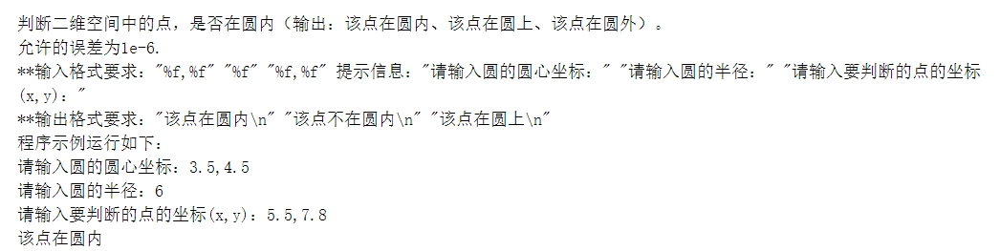 判断二维空间中的点，是否在圆内（输出：该点在圆内、该点在圆上、该点在圆外）。
允许的误差为1e-6.
**输入格式要求："%f,%f" "%f" "%f,%f" 提示信息："请输入圆的圆心坐标：" "请输入圆的半径：" "请输入要判断的点的坐标
(x,y)："
**输出格式要求："该点在圆内\n" "该点不在圆内\n" "该点在圆上\n"
程序示例运行如下：
请输入圆的圆心坐标：3.5,4.5
请输入圆的半径：6
请输入要判断的点的坐标(x,y)：5.5,7.8
该点在圆内